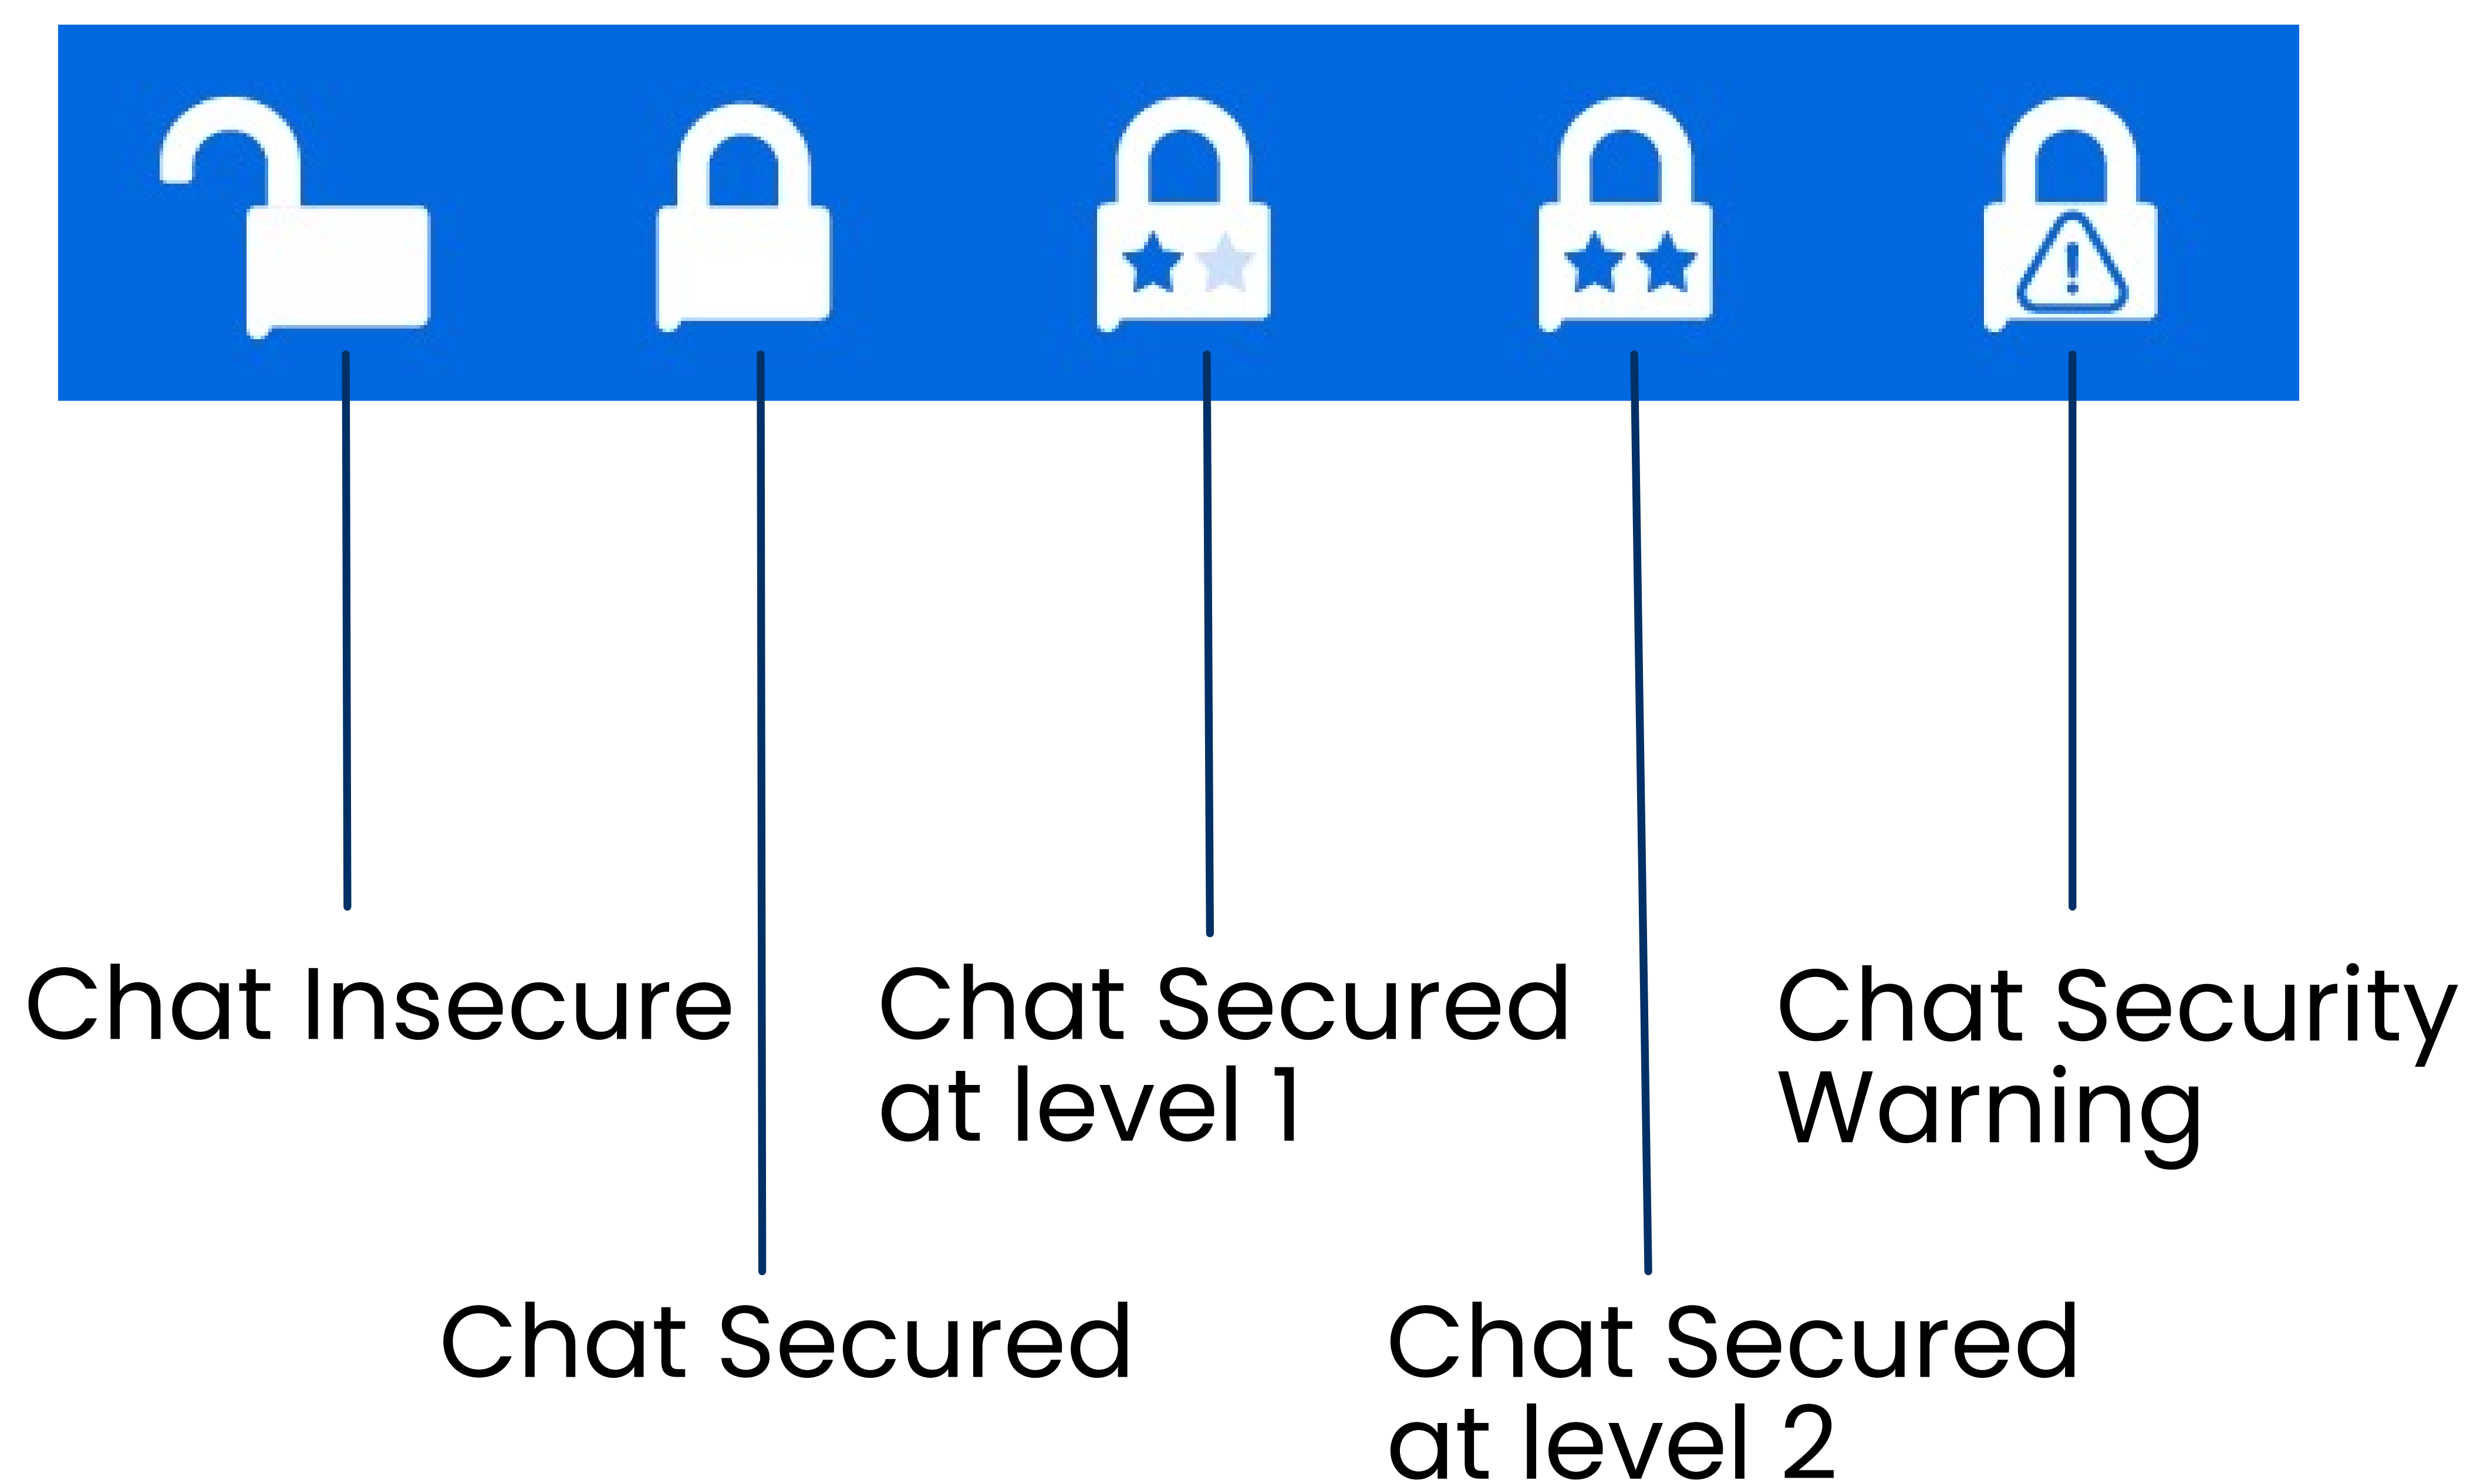 Chat Insecure
Chat Secured
at level 1
Chat Security
Warning
Chat Secured
Chat Secured
at level 2